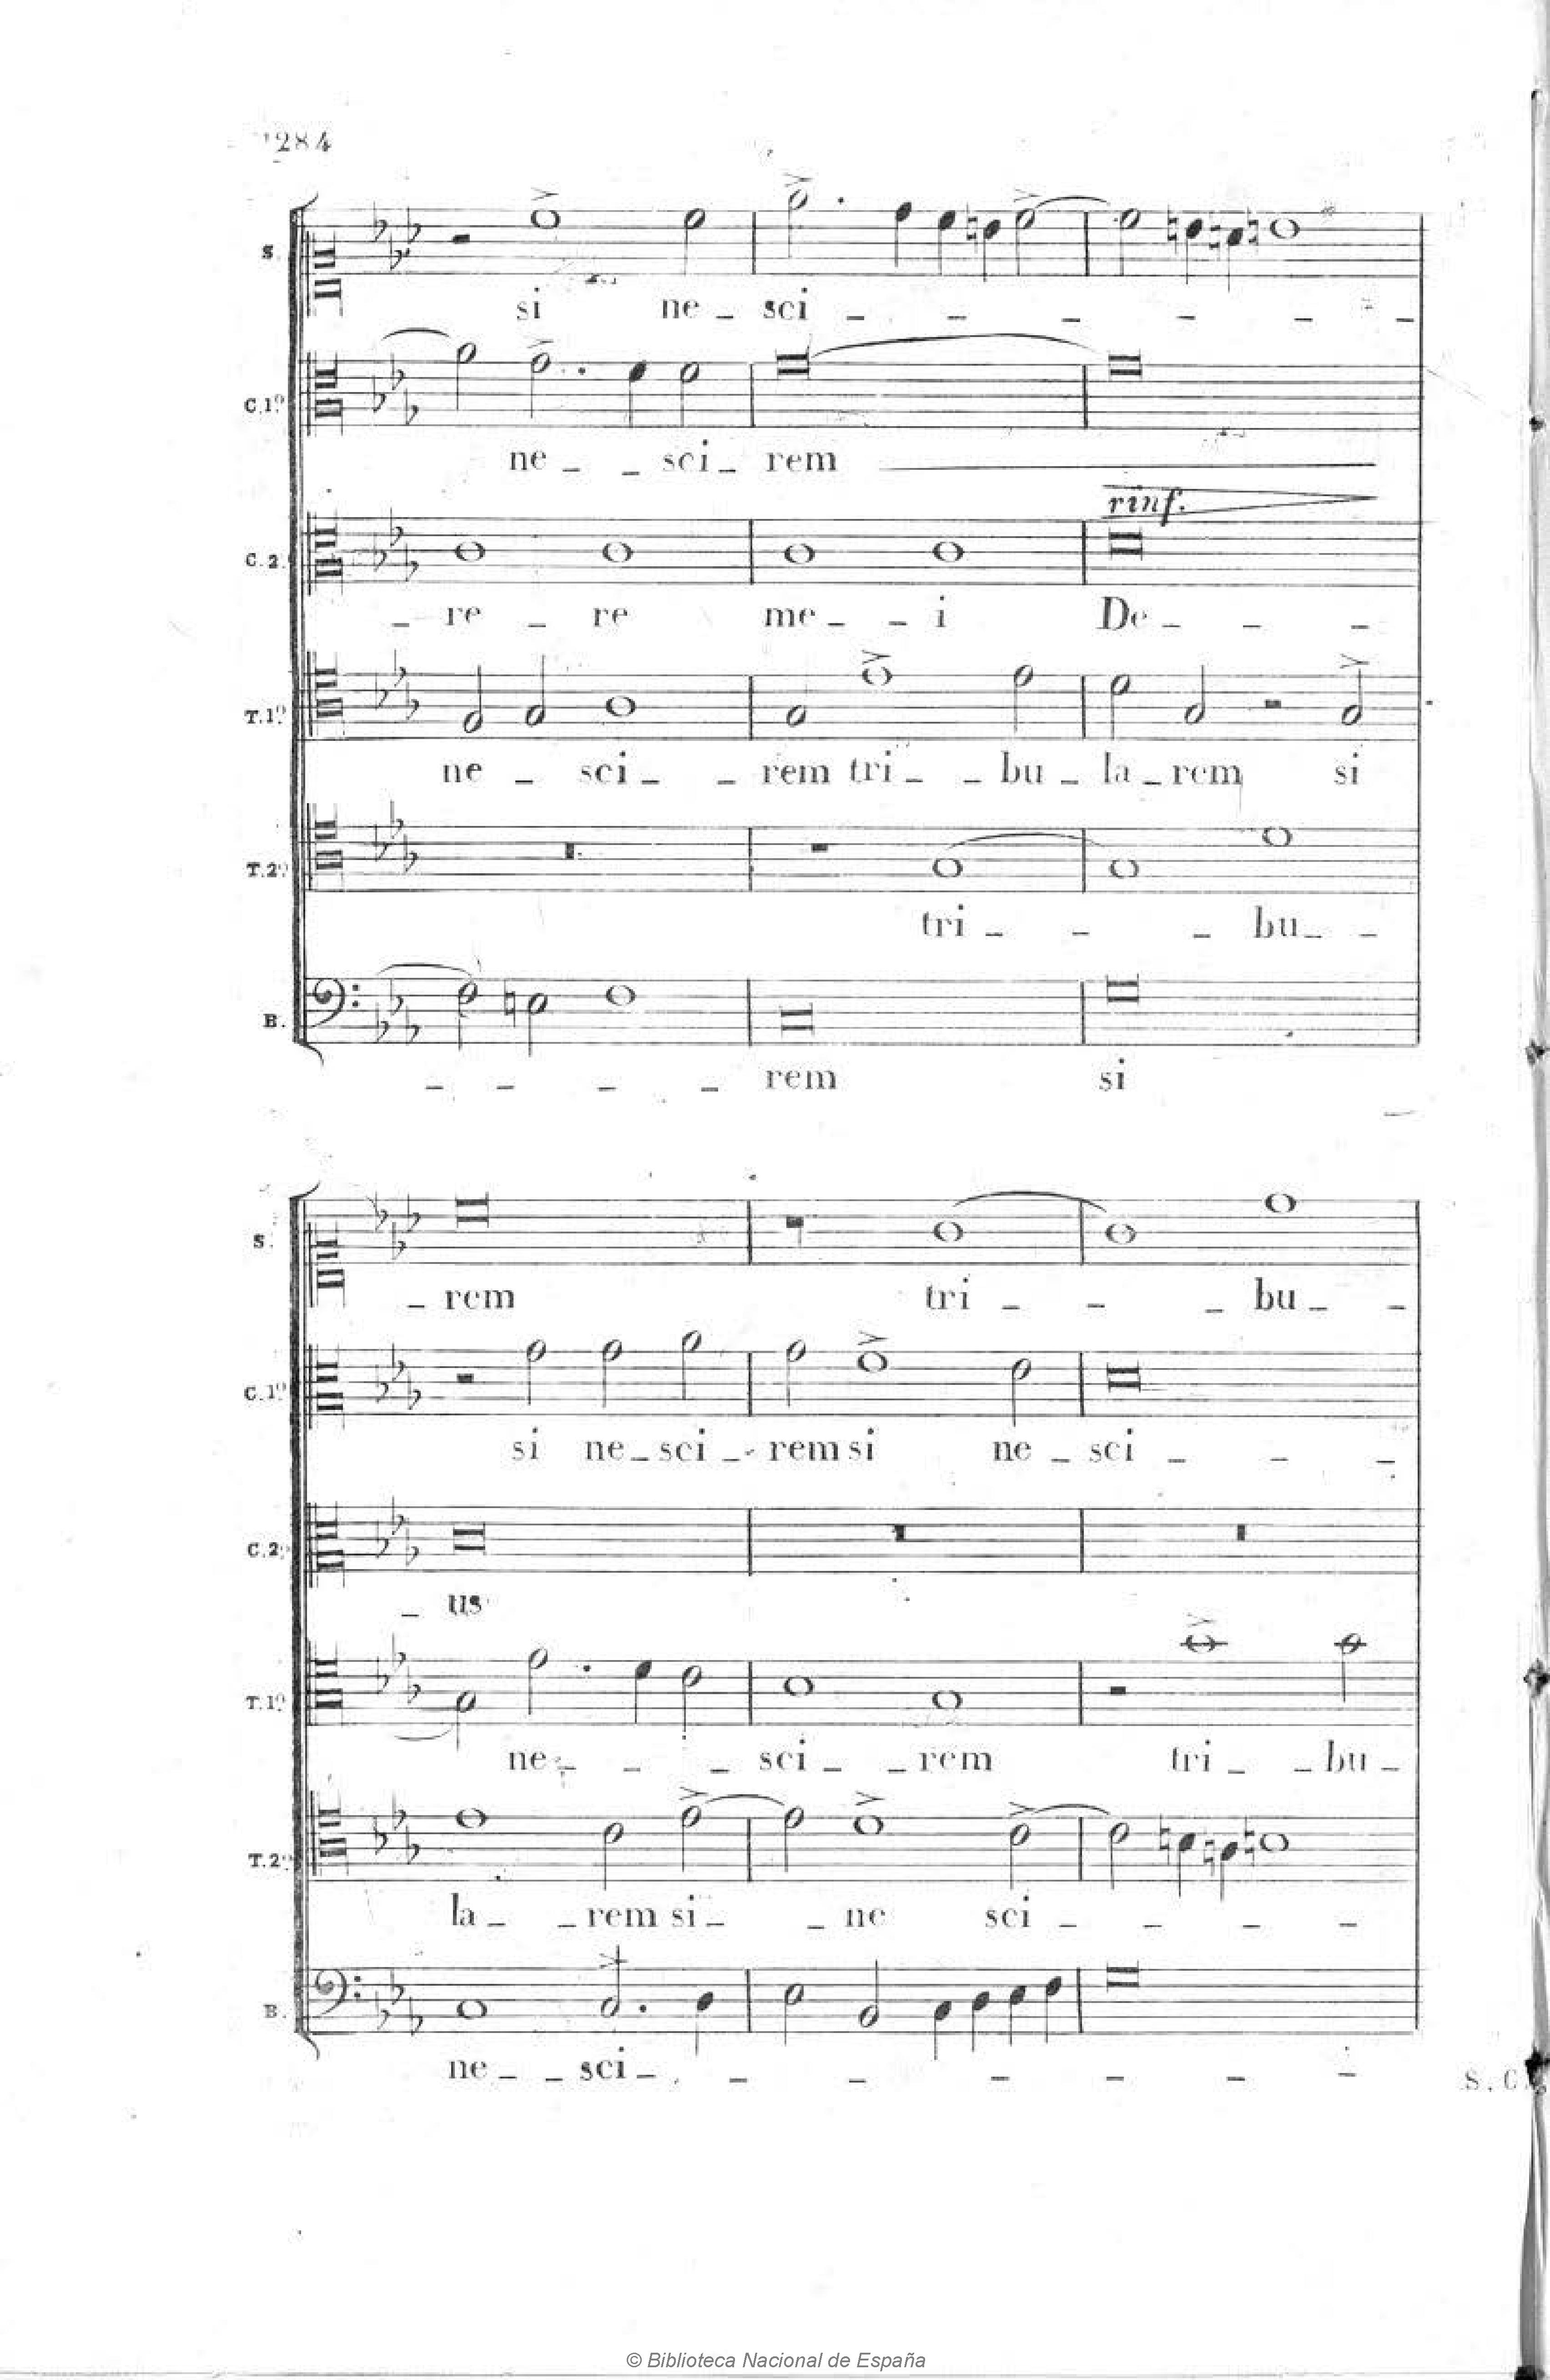 284
S.
si ne _ sci _ _ _ _ _ _
C.1º
ne _ _ sci _ rem
rinf.
C.2º
_ re _ re me _ _ i De _ _ _
T.1º
ne _ sci _ _ rem tri _ _ bu _ la _ rem si
T.2º
tri _ _ _ bu _ _
B.
_ _ _ _ rem si
S.
_ rem tri _ _ _ bu _ _
C.1º
si ne _ sci _ rem si ne _ sci _ _ _
C.2º
_ us
T.1º
ne _ _ _ sci _ _ rem tri _ _ bu _
T.2º
la _ _ rem si _ _ ne sci _ _ _ _
B.
ne _ _ sci _ _ _ _ _ _ _
S. C.
© Biblioteca Nacional de España